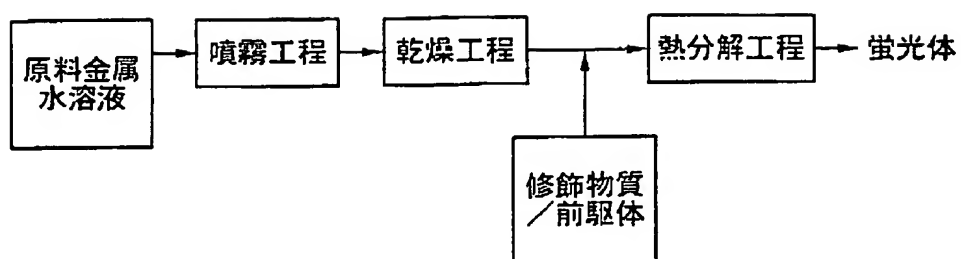 原料金属
水溶液
噴霧工程
乾燥工程
熱分解工程
蛍光体
修飾物質
／前駆体